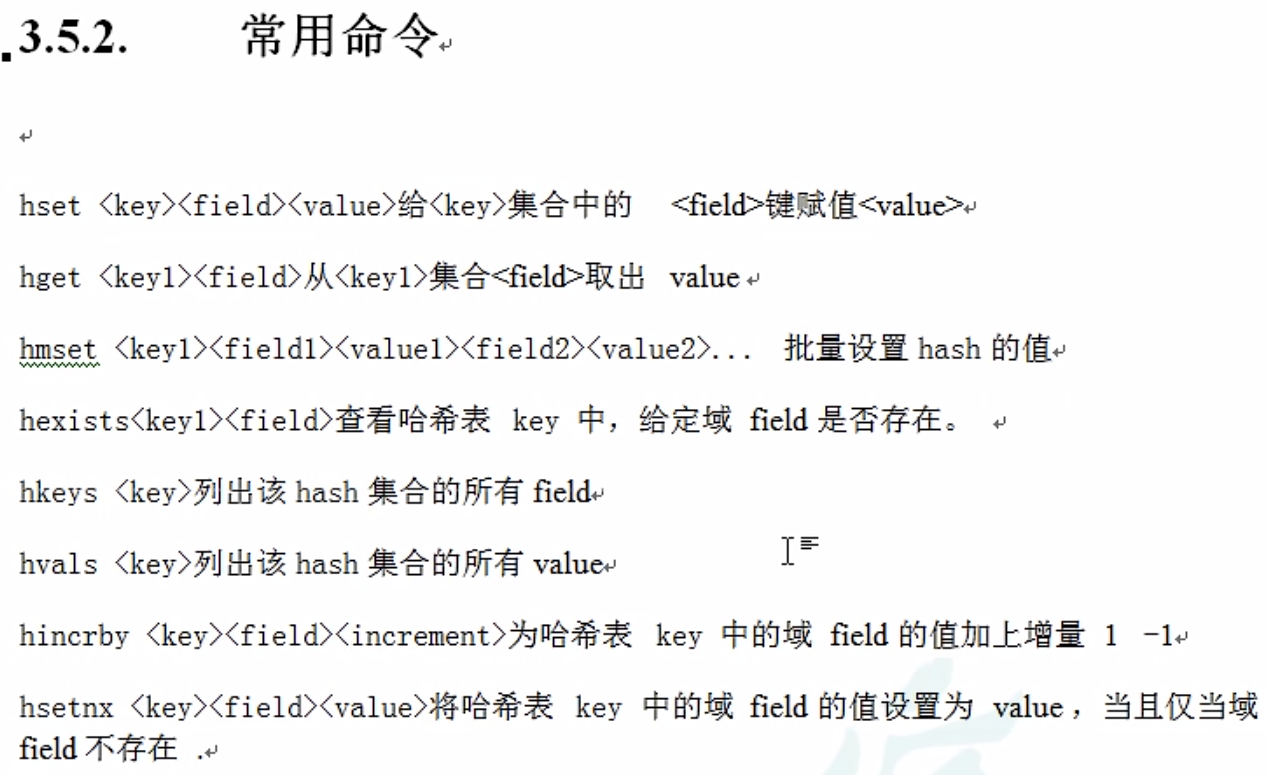 3.5.2. 常用命令
hset <key><field><value>给<key>集合中的 <field>键赋值<value>
hget <key1><field>从<key1>集合<field>取出 value
hmset <key1><field1><value1><field2><value2>... 批量设置 hash 的值
hexists<key1><field>查看哈希表 key 中，给定域 field 是否存在。
hkeys <key>列出该 hash 集合的所有 field
hvals <key>列出该 hash 集合的所有 value
hincrby <key><field><increment>为哈希表 key 中的域 field 的值加上增量 1 -1
hsetnx <key><field><value>将哈希表 key 中的域 field 的值设置为 value，当且仅当域
field 不存在 .